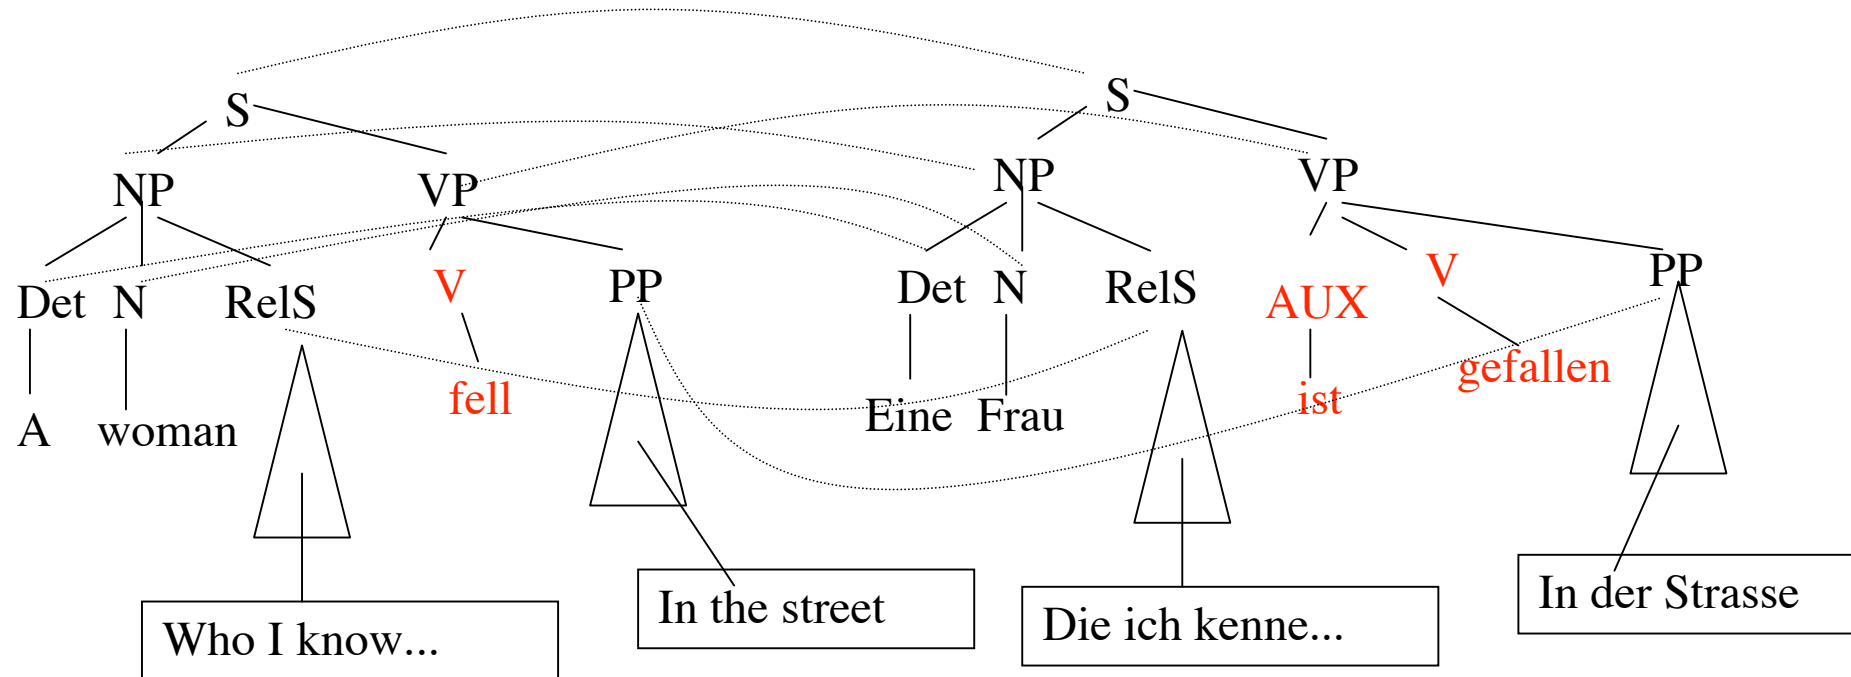 S
S
NP
VP
NP
VP
Det N RelS
V
PP
Det N RelS
AUX
V
PP
fell
ist
gefallen
A woman
Eine Frau
Who I know...
In the street
Die ich kenne...
In der Strasse